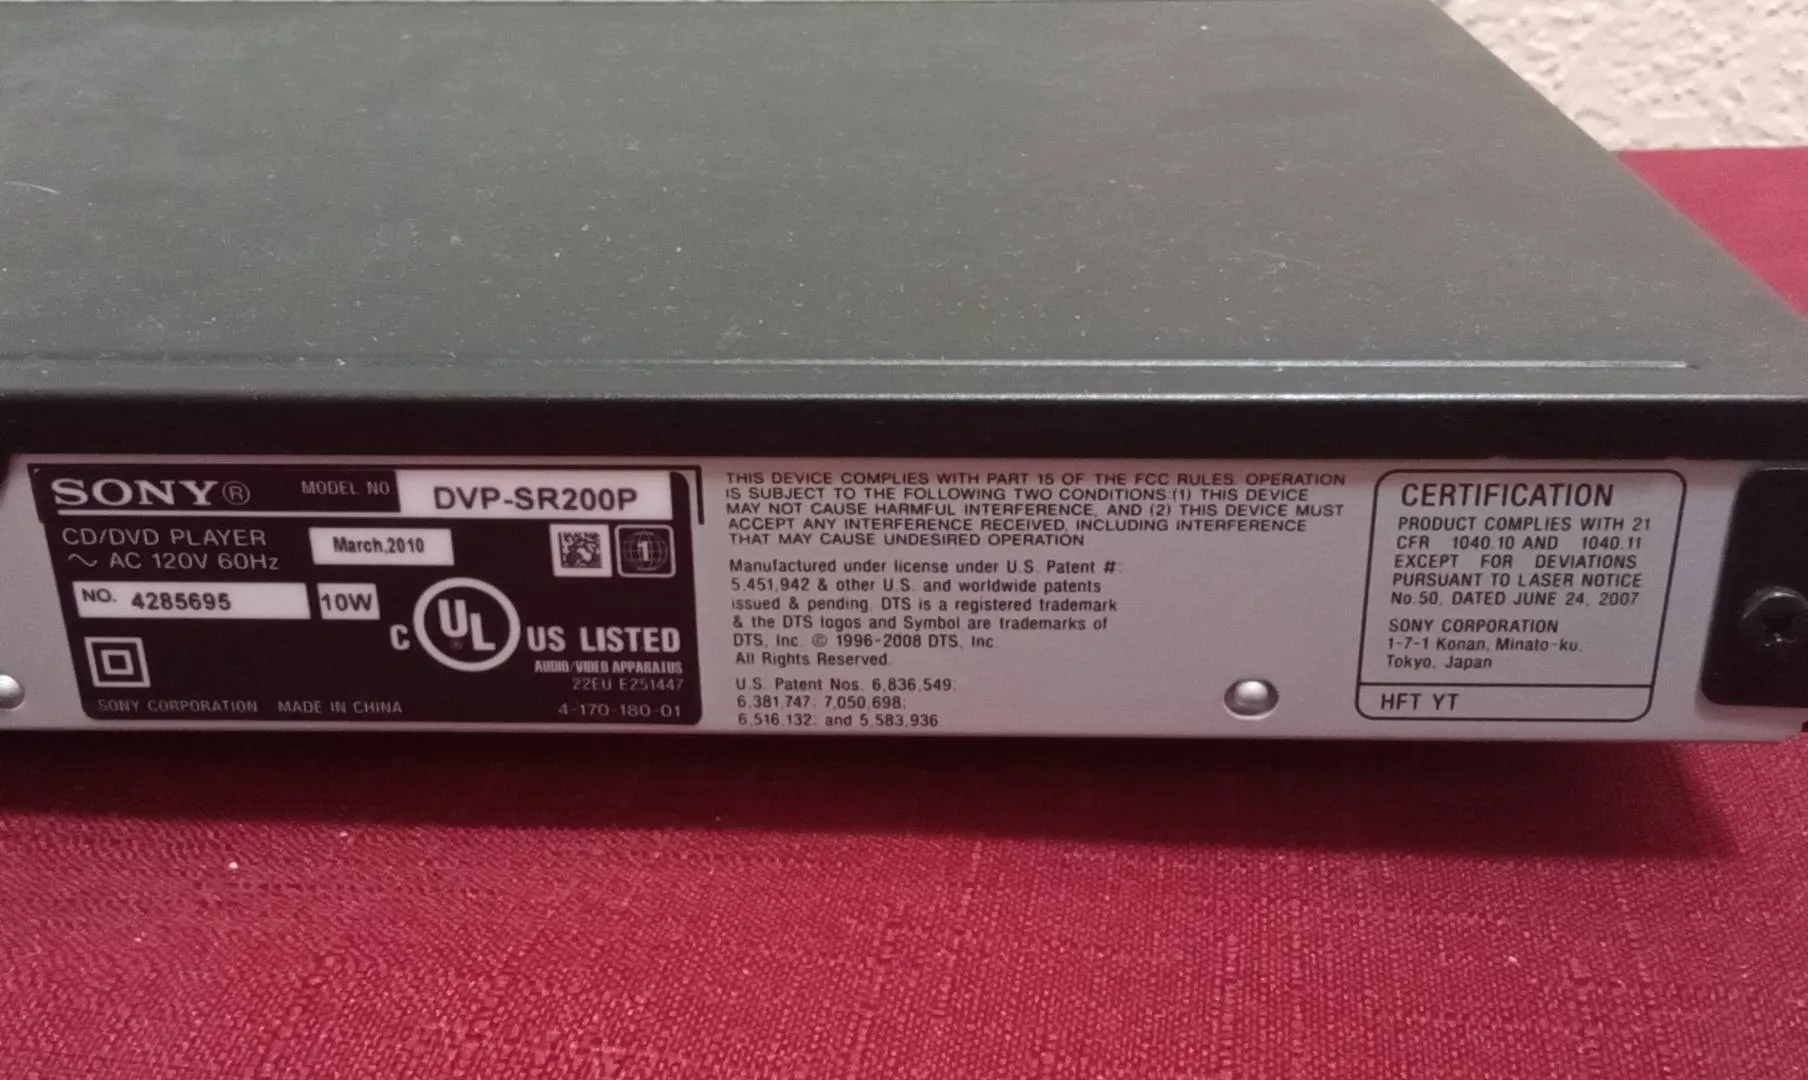 SONY® MODEL NO. DVP-SR200P
CD/DVD PLAYER
~ AC 120V 60Hz
March,2010
1
NO. 4285695
10W
C UL® US LISTED
AUDIO/VIDEO APPARATUS
22EU E251447
SONY CORPORATION MADE IN CHINA
4-170-180-01
THIS DEVICE COMPLIES WITH PART 15 OF THE FCC RULES. OPERATION
IS SUBJECT TO THE FOLLOWING TWO CONDITIONS:(1) THIS DEVICE
MAY NOT CAUSE HARMFUL INTERFERENCE, AND (2) THIS DEVICE MUST
ACCEPT ANY INTERFERENCE RECEIVED, INCLUDING INTERFERENCE
THAT MAY CAUSE UNDESIRED OPERATION
Manufactured under license under U.S. Patent #:
5,451,942 & other U.S. and worldwide patents
issued & pending. DTS is a registered trademark
& the DTS logos and Symbol are trademarks of
DTS, Inc. © 1996-2008 DTS, Inc.
All Rights Reserved.
U.S. Patent Nos. 6,836,549;
6,381,747; 7,050,698;
6,516,132; and 5,583,936.
CERTIFICATION
PRODUCT COMPLIES WITH 21
CFR 1040.10 AND 1040.11
EXCEPT FOR DEVIATIONS
PURSUANT TO LASER NOTICE
No.50, DATED JUNE 24, 2007
SONY CORPORATION
1-7-1 Konan, Minato-ku,
Tokyo, Japan
HFT YT